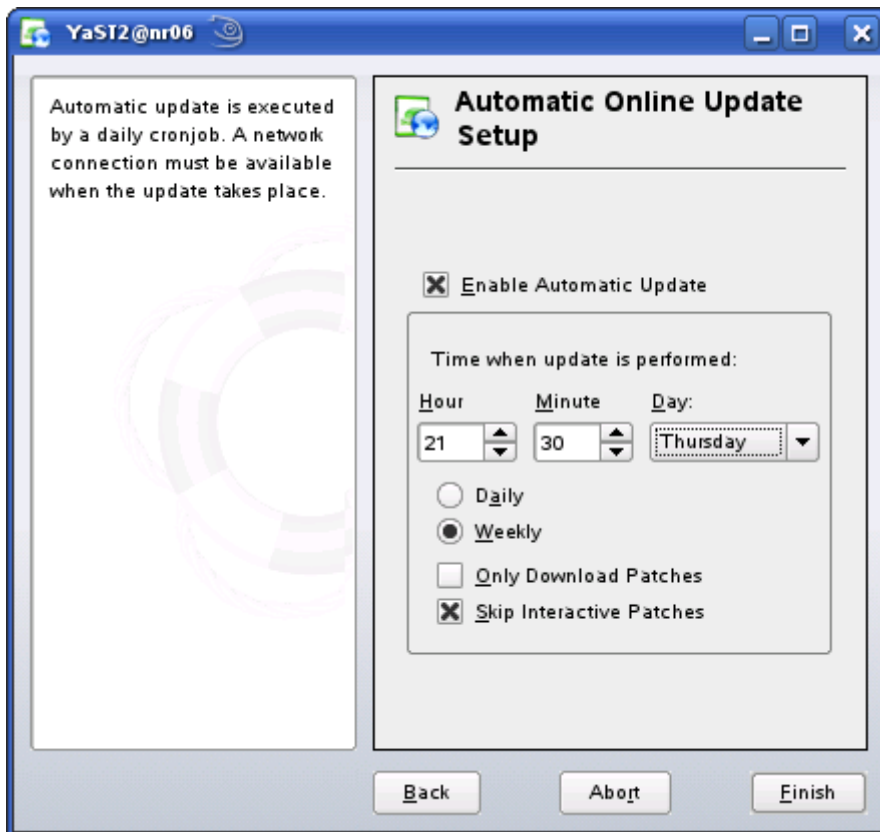 YaST2@nr06
Automatic update is executed
by a daily cronjob. A network
connection must be available
when the update takes place.
Automatic Online Update
Setup
Enable Automatic Update
Time when update is performed:
Hour Minute Day:
21 30 Thursday
Daily
Weekly
Only Download Patches
Skip Interactive Patches
Back Abort Finish